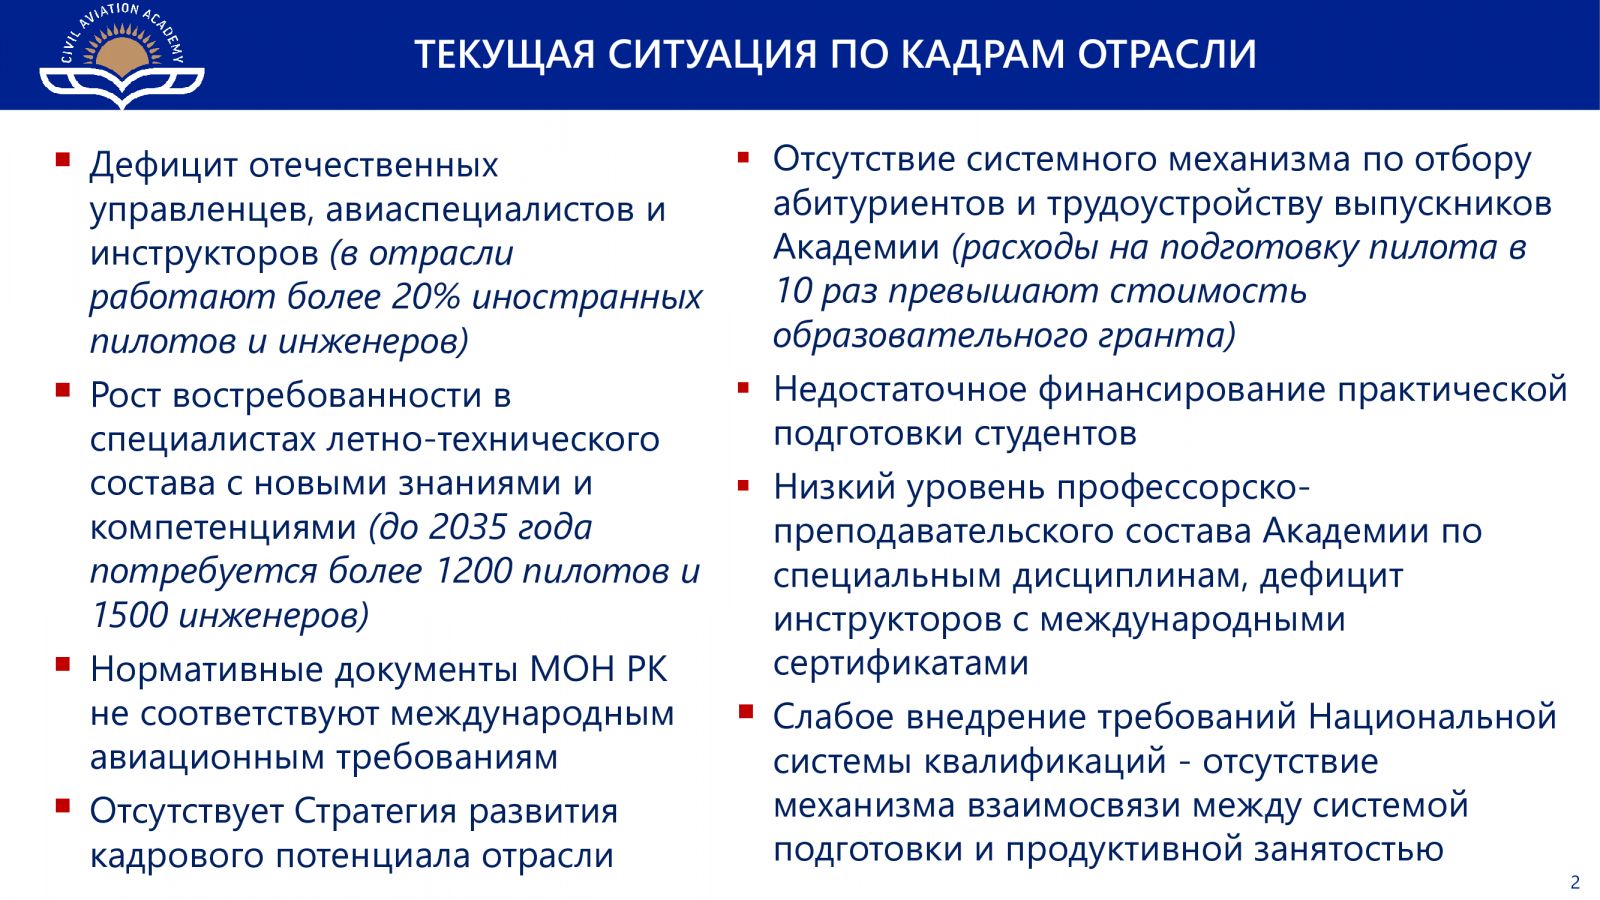 CIVIL AVIATION ACADEMY
ТЕКУЩАЯ СИТУАЦИЯ ПО КАДРАМ ОТРАСЛИ
Дефицит отечественных
управленцев, авиаспециалистов и
инструкторов (в отрасли
работают более 20% иностранных
пилотов и инженеров)
Рост востребованности в
специалистах летно-технического
состава с новыми знаниями и
компетенциями (до 2035 года
потребуется более 1200 пилотов и
1500 инженеров)
Нормативные документы МОН РК
не соответствуют международным
авиационным требованиям
Отсутствует Стратегия развития
кадрового потенциала отрасли
Отсутствие системного механизма по отбору
абитуриентов и трудоустройству выпускников
Академии (расходы на подготовку пилота в
10 раз превышают стоимость
образовательного гранта)
Недостаточное финансирование практической
подготовки студентов
Низкий уровень профессорско-
преподавательского состава Академии по
специальным дисциплинам, дефицит
инструкторов с международными
сертификатами
Слабое внедрение требований Национальной
системы квалификаций - отсутствие
механизма взаимосвязи между системой
подготовки и продуктивной занятостью
2